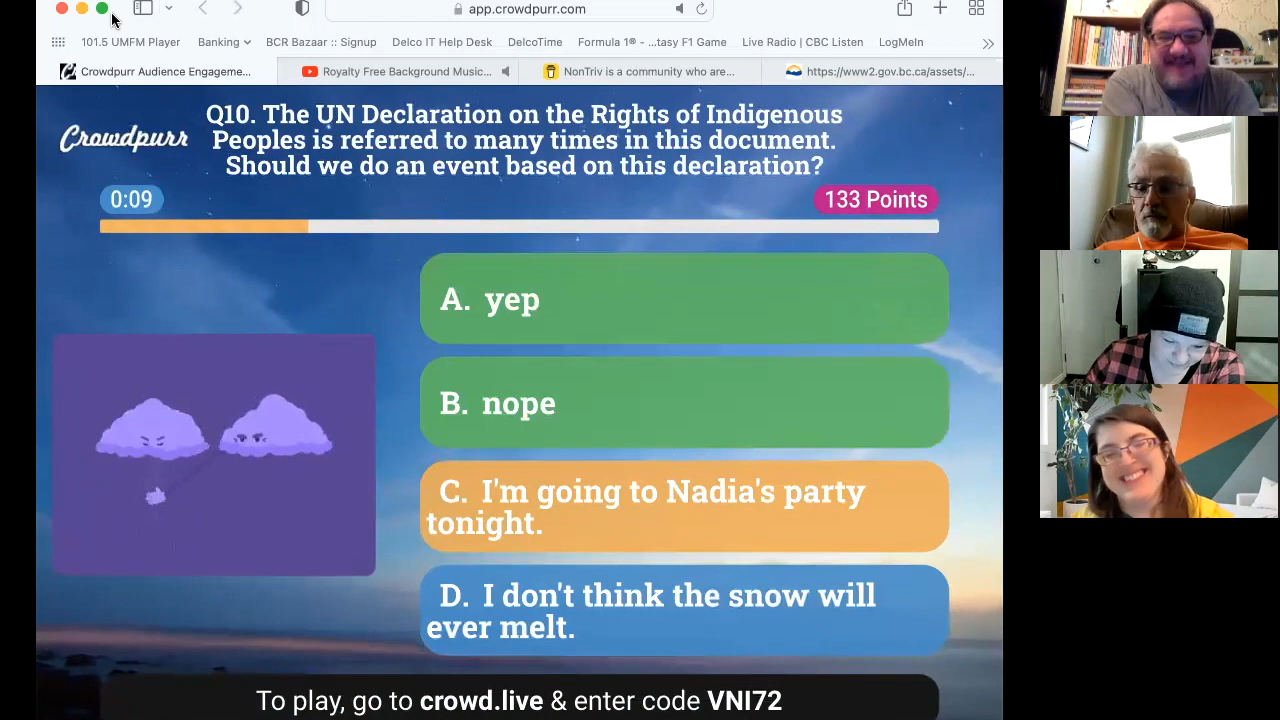 app.crowdpurr.com
101.5 UMFM Player
Banking
BCR Bazaar :: Signup
Delco IT Help Desk
DelcoTime
Formula 1® - ...tasy F1 Game
Live Radio | CBC Listen
LogMeIn
Crowdpurr Audience Engageme...
Royalty Free Background Music...
NonTriv is a community who are...
https://www2.gov.bc.ca/assets/...
Crowdpurr
Q10. The UN Declaration on the Rights of Indigenous
Peoples is referred to many times in this document.
Should we do an event based on this declaration?
0:09
133 Points
A. yep
B. nope
C. I'm going to Nadia's party
tonight.
D. I don't think the snow will
ever melt.
To play, go to crowd.live & enter code VNI72